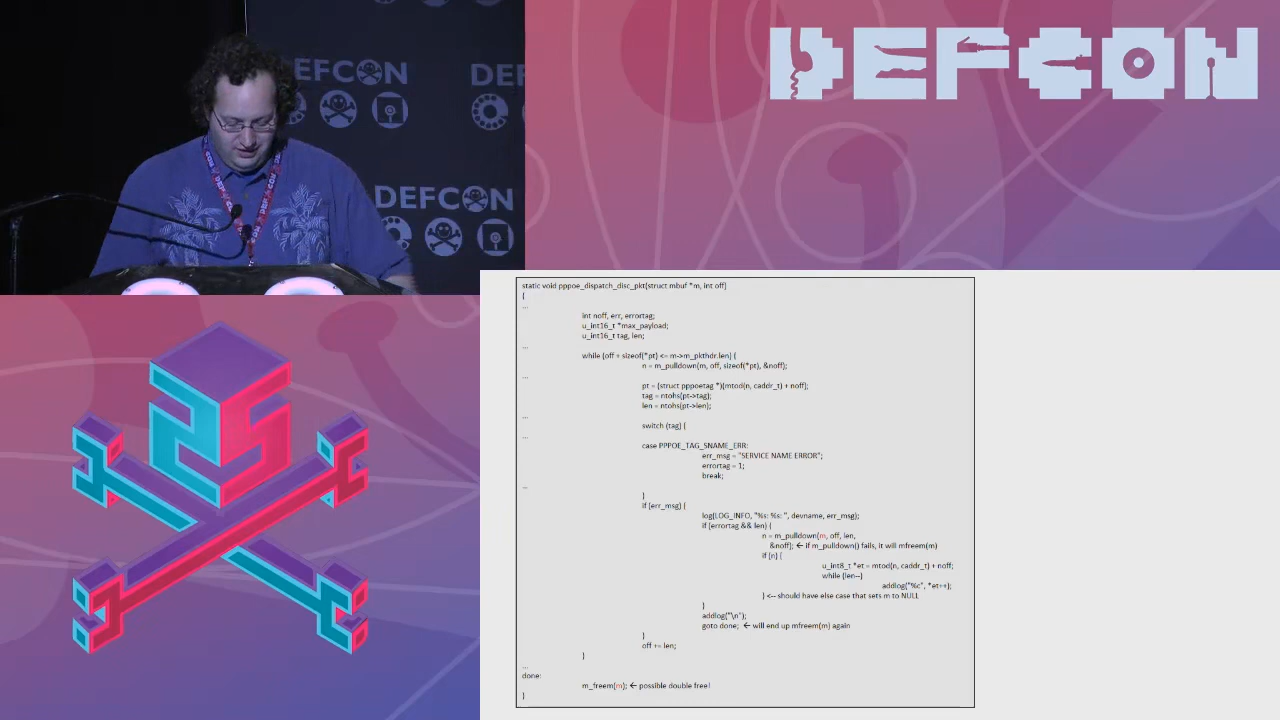 DEFCON
DEFCON
DEF
DEFCON
static void pppoe_dispatch_disc_pkt(struct mbuf *m, int off)
{
...
int noff, err, errortag;
u_int16_t *max_payload;
u_int16_t tag, len;
...
while (off + sizeof(*pt) <= m->m_pkthdr.len) {
n = m_pulldown(m, off, sizeof(*pt), &noff);
...
pt = (struct pppoetag *)(mtod(n, caddr_t) + noff);
tag = ntohs(pt->tag);
len = ntohs(pt->len);
...
switch (tag) {
...
case PPPOE_TAG_SNAME_ERR:
err_msg = "SERVICE NAME ERROR";
errortag = 1;
break;
...
}
if (err_msg) {
log(LOG_INFO, "%s: %s: ", devname, err_msg);
if (errortag && len) {
n = m_pulldown(m, off, len,
&noff); ← if m_pulldown() fails, it will mfreem(m)
if (n) {
u_int8_t *et = mtod(n, caddr_t) + noff;
while (len--)
addlog("%c", *et++);
} <-- should have else case that sets m to NULL
}
addlog("\n");
goto done; ← will end up mfreem(m) again
}
off += len;
}
...
done:
m_freem(m); ← possible double free!
}